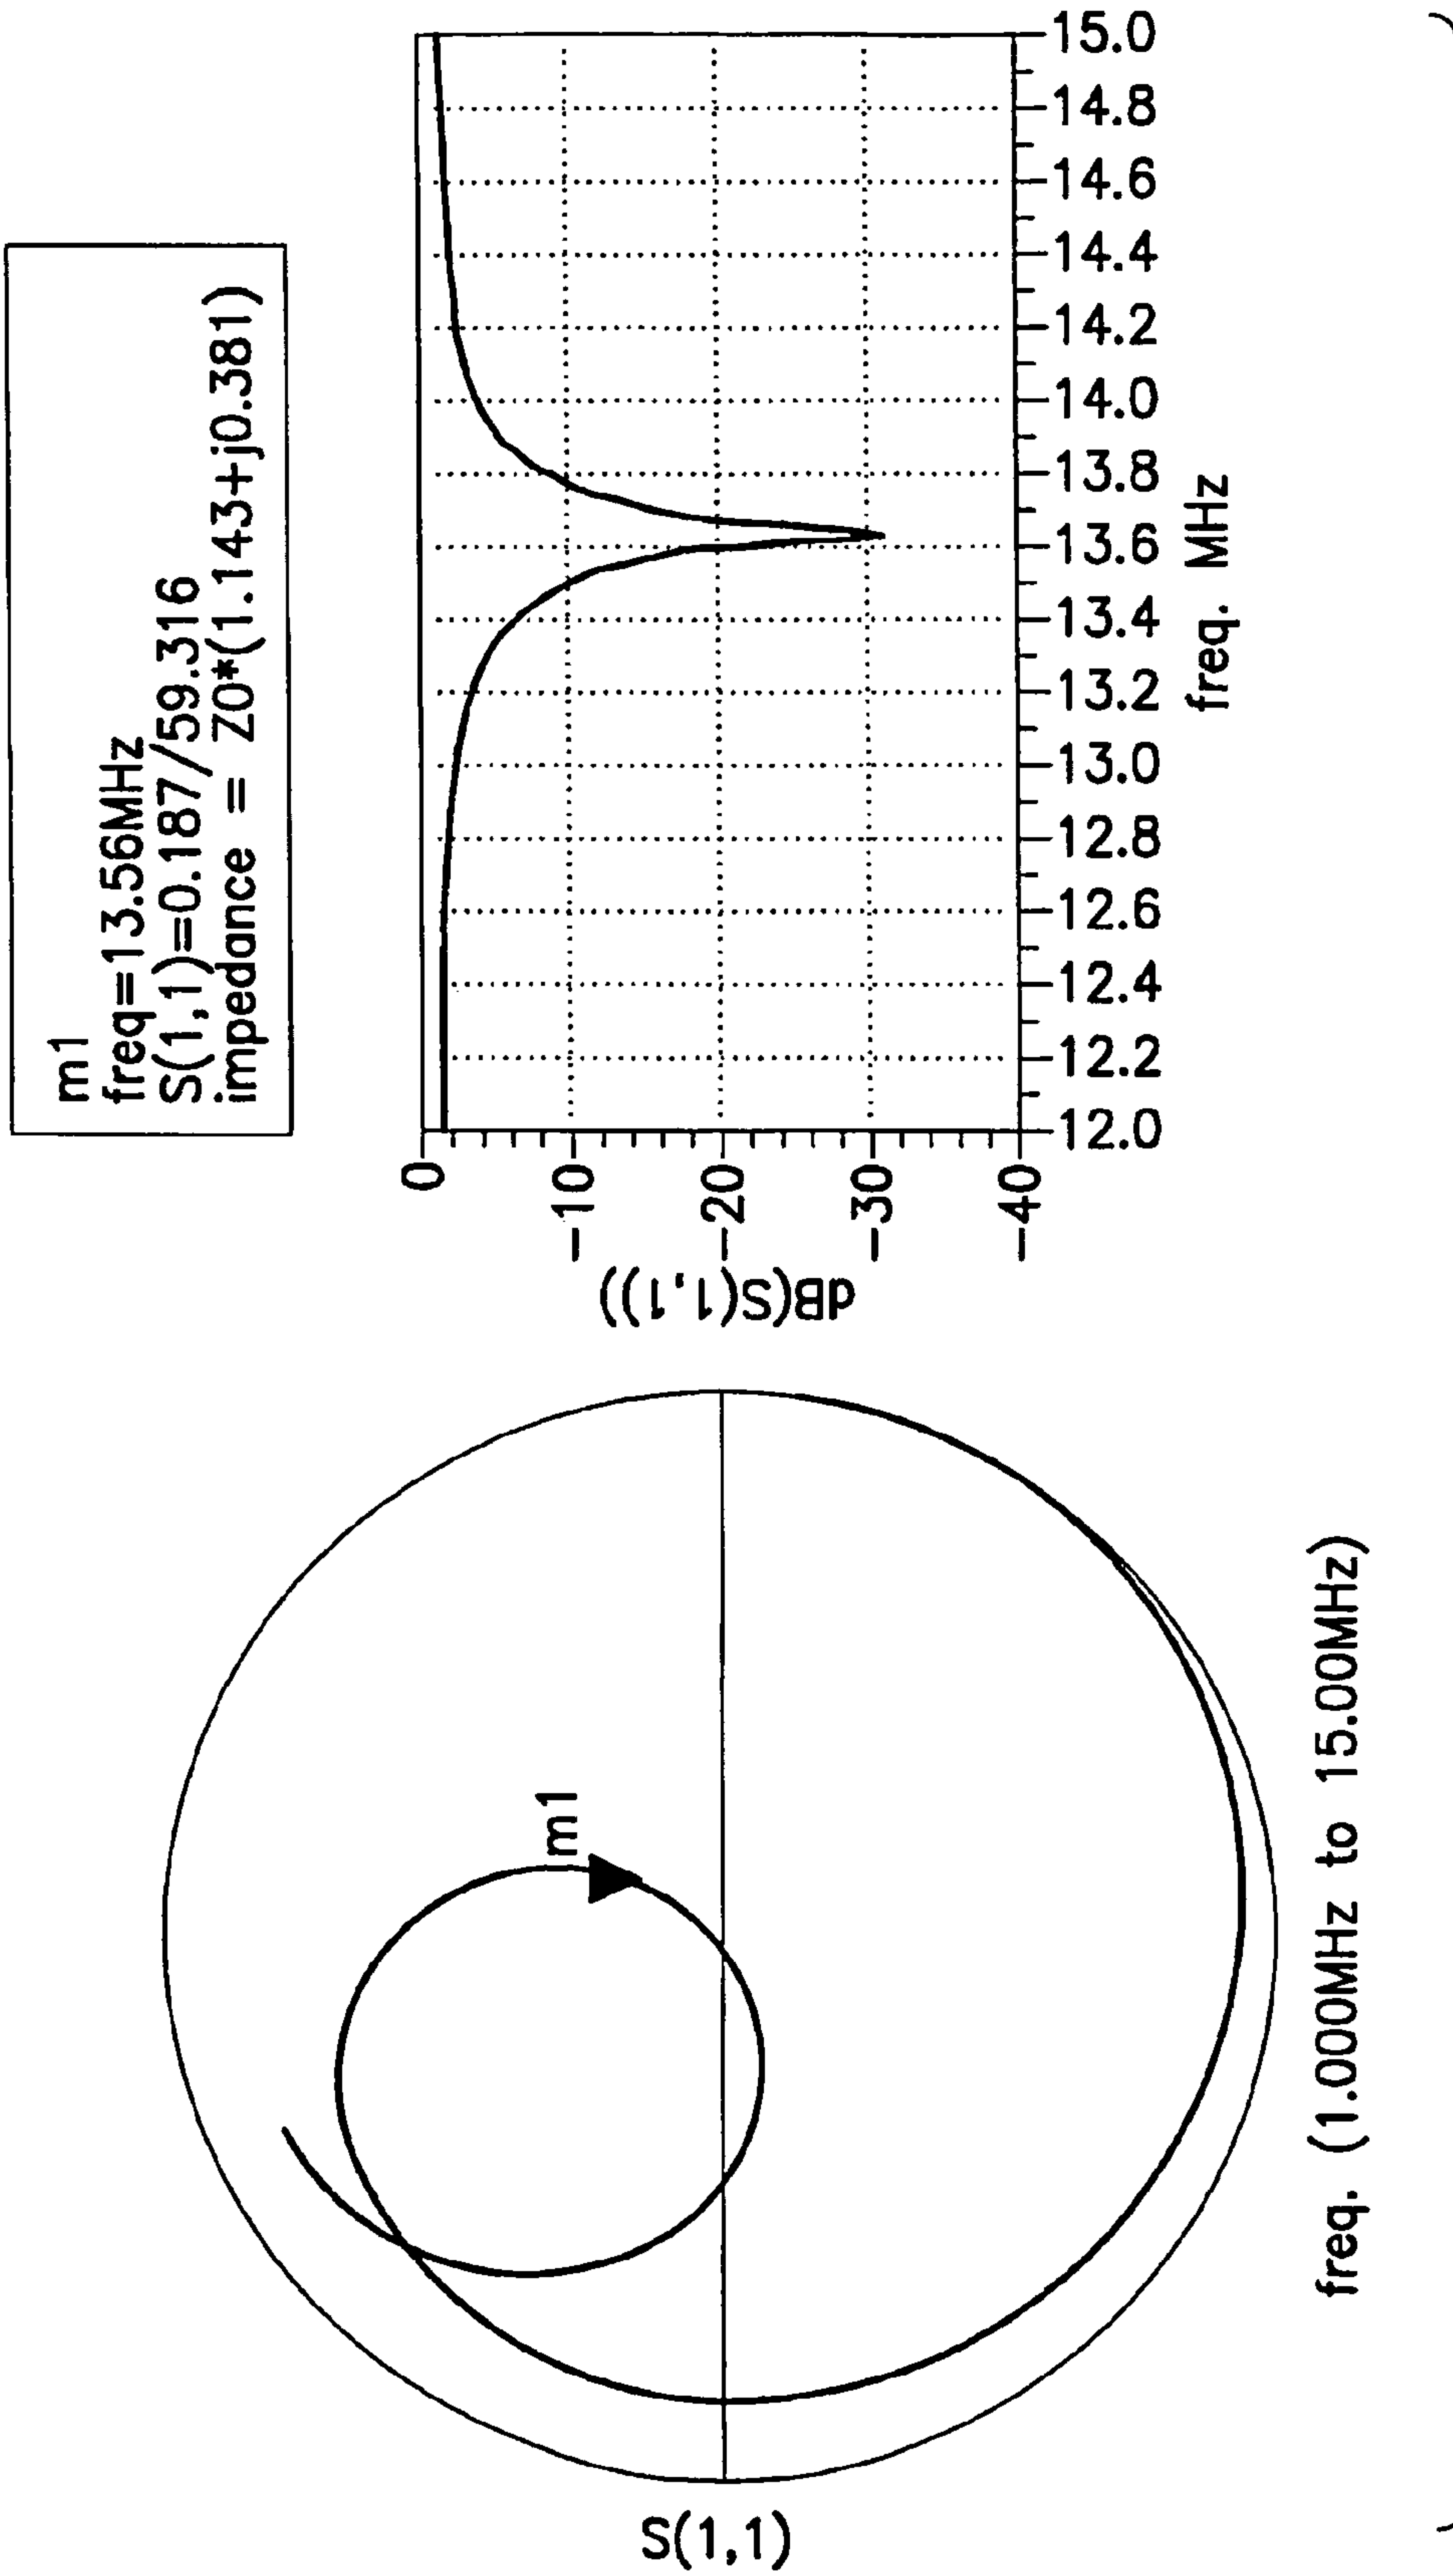 m1
freq=13.56MHz
S(1,1)=0.187/59.316
impedance = Z0*(1.143+j0.381)
S(1,1)
m1
freq. (1.000MHz to 15.00MHz)
dB(S(1,1))
0
-10
-20
-30
-40
12.0 12.2 12.4 12.6 12.8 13.0 13.2 13.4 13.6 13.8 14.0 14.2 14.4 14.6 14.8 15.0
freq. MHz